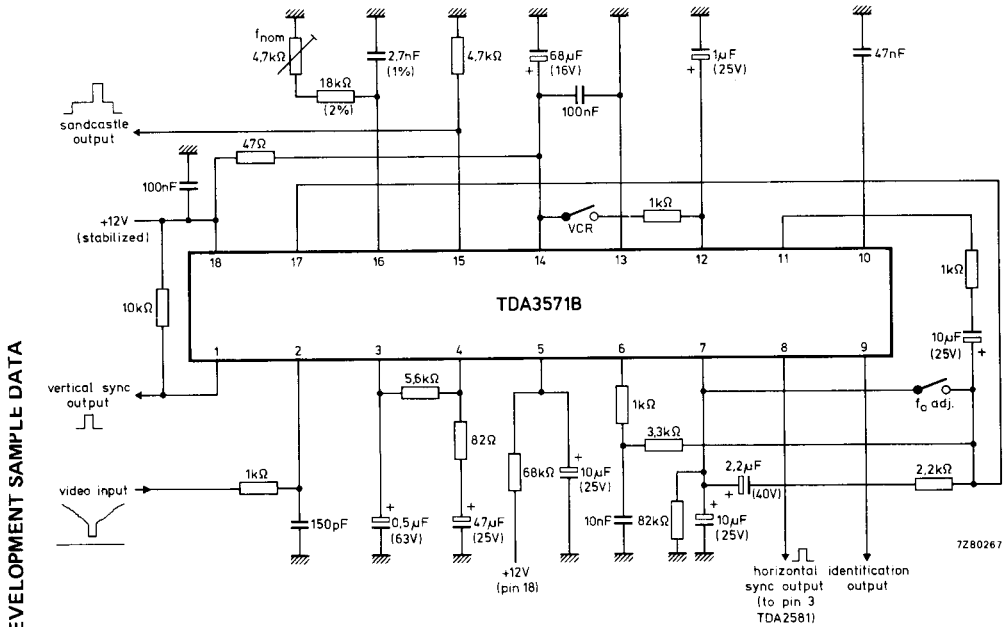 DEVELOPMENT SAMPLE DATA
f nom
4,7kΩ
18kΩ
(2%)
2,7nF
(1%)
4,7kΩ
68μF
(16V)
+
100nF
1μF
(25V)
+
47nF
sandcastle
output
47Ω
100nF
+12V
(stabilized)
VCR
1kΩ
18
17
16
15
14
13
12
11
10
1kΩ
10μF
(25V)
+
10kΩ
TDA3571B
1
2
3
4
5
6
7
8
9
vertical sync
output
5,6kΩ
82Ω
1kΩ
3,3kΩ
fo adj.
video input
1kΩ
150pF
+
0,5μF
(63V)
+
47μF
(25V)
68kΩ
+
10μF
(25V)
10nF
82kΩ
2,2μF
+
(40V)
2,2kΩ
+
10μF
(25V)
+12V
(pin 18)
7Z80267
horizontal
sync output
(to pin 3
TDA2581)
identification
output